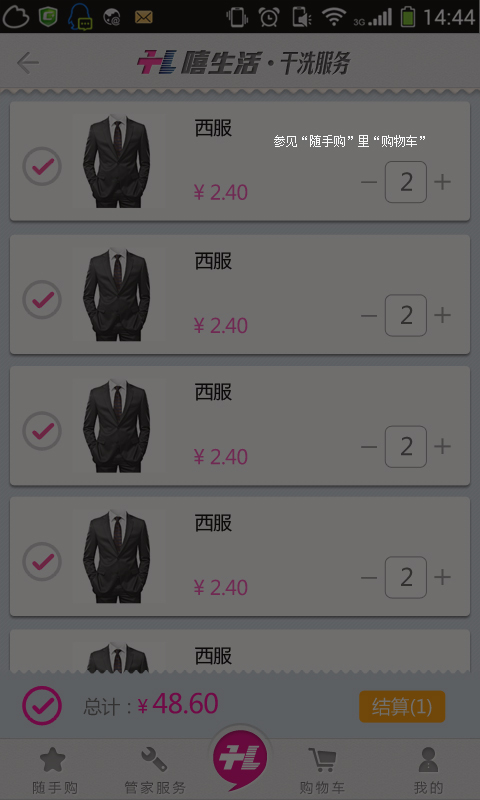 3G 14:44
嘻生活·干洗服务
西服
参见“随手购”里“购物车”
¥ 2.40
− 2 +
西服
¥ 2.40
− 2 +
西服
¥ 2.40
− 2 +
西服
¥ 2.40
− 2 +
西服
总计：¥ 48.60 结算(1)
随手购 管家服务 购物车 我的